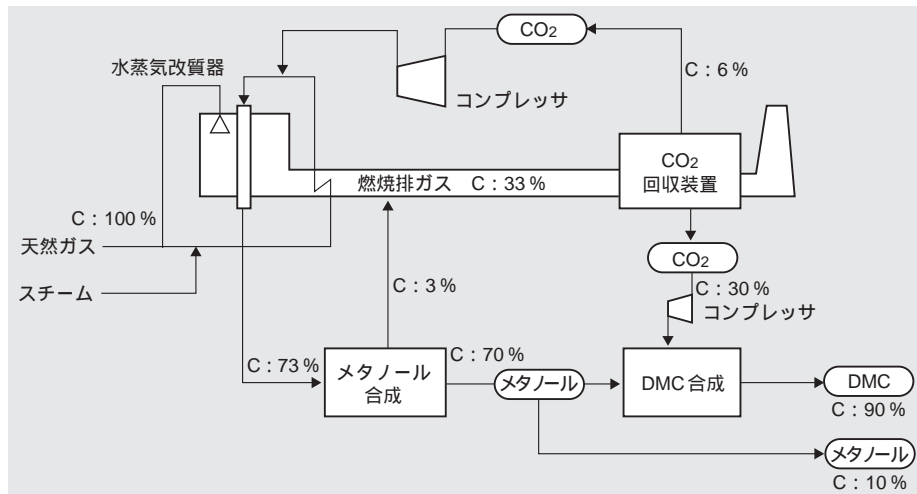 CO2
C:6%
水蒸気改質器
コンプレッサ
CO2
回収装置
燃焼排ガス C:33%
C:100%
天然ガス
スチーム
CO2
C:3%
C:30%
コンプレッサ
C:73%
メタノール
合成
C:70%
メタノール
DMC合成
DMC
C:90%
メタノール
C:10%